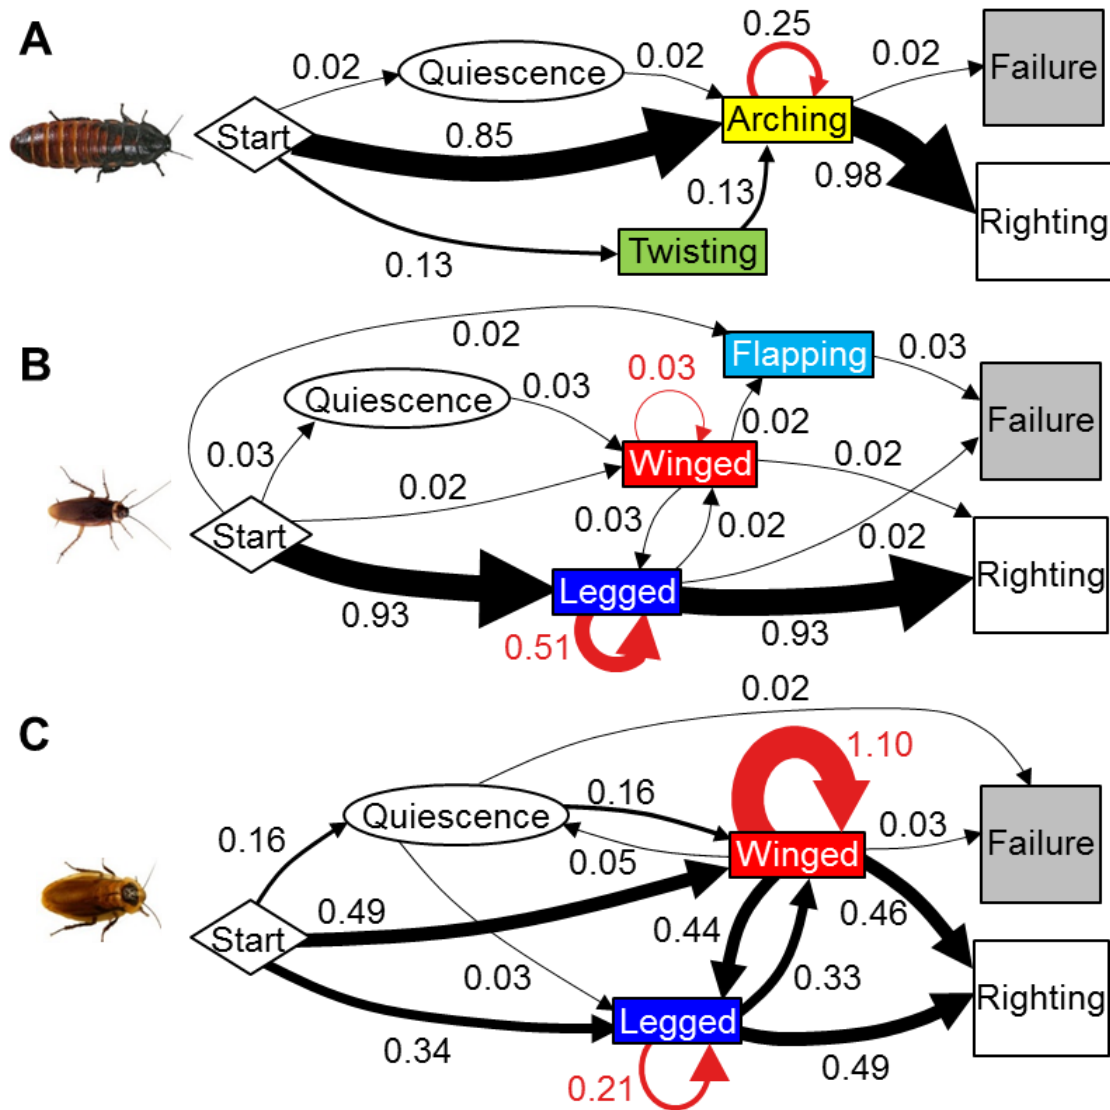 A
0.02
Quiescence
0.02
0.25
0.02
Failure
Start
0.85
Arching
0.98
0.13
Righting
Twisting
0.13
B
0.02
Flapping
0.03
Quiescence
0.03
0.03
Failure
0.03
0.02
Winged
0.02
0.02
Start
0.03
0.02
0.02
Legged
Righting
0.93
0.51
0.93
C
0.02
1.10
0.16
Quiescence
0.16
0.03
Failure
0.05
Winged
0.49
0.44
0.46
Start
0.03
0.33
Righting
Legged
0.34
0.21
0.49